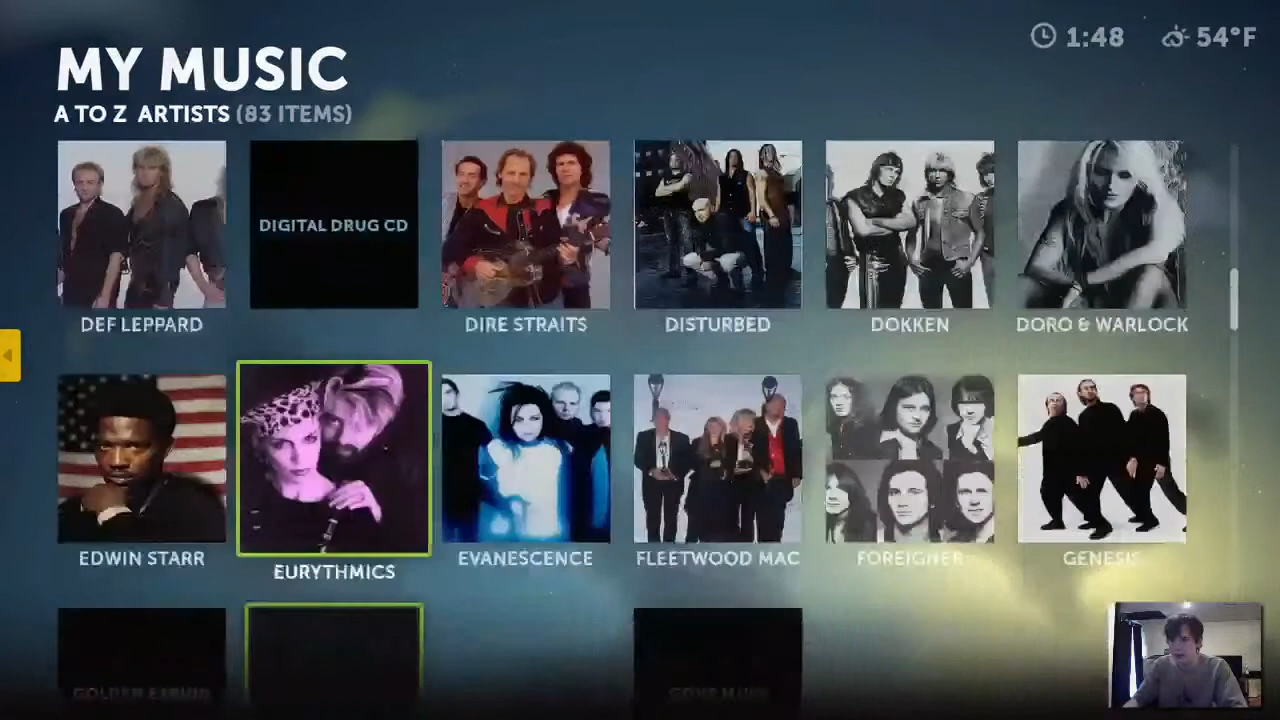 MY MUSIC
1:48
54°F
A TO Z ARTISTS (83 ITEMS)
DIGITAL DRUG CD
DEF LEPPARD
DIRE STRAITS
DISTURBED
DOKKEN
DORO & WARLOCK
EDWIN STARR
EURYTHMICS
EVANESCENCE
FLEETWOOD MAC
FOREIGNER
GENESIS